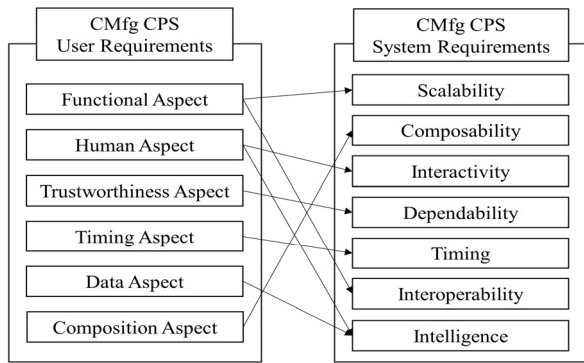 CMfg CPS
User Requirements
Functional Aspect
Human Aspect
Trustworthiness Aspect
Timing Aspect
Data Aspect
Composition Aspect
CMfg CPS
System Requirements
Scalability
Composability
Interactivity
Dependability
Timing
Interoperability
Intelligence